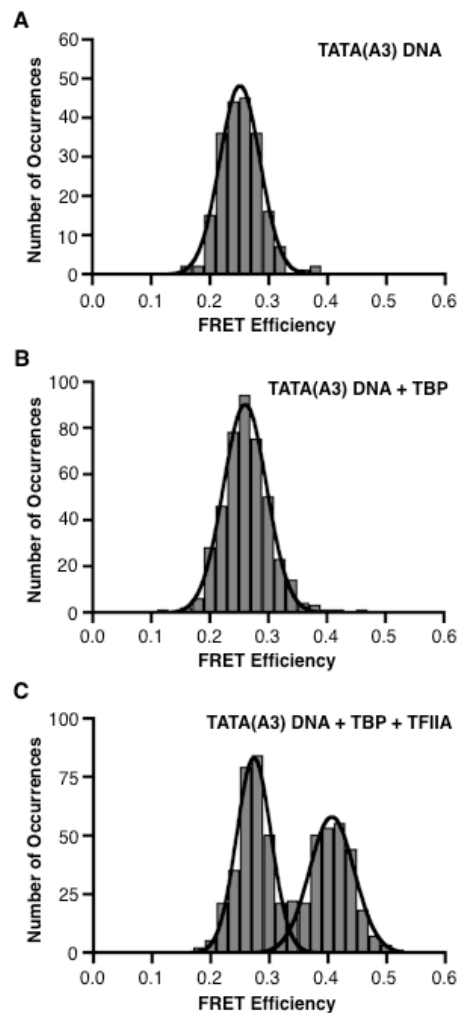 A
TATA(A3) DNA
Number of Occurrences
60
50
40
30
20
10
0
0.0 0.1 0.2 0.3 0.4 0.5 0.6
FRET Efficiency
B
TATA(A3) DNA + TBP
Number of Occurrences
100
80
60
40
20
0
0.0 0.1 0.2 0.3 0.4 0.5 0.6
FRET Efficiency
C
TATA(A3) DNA + TBP + TFIIA
Number of Occurrences
100
75
50
25
0
0.0 0.1 0.2 0.3 0.4 0.5 0.6
FRET Efficiency